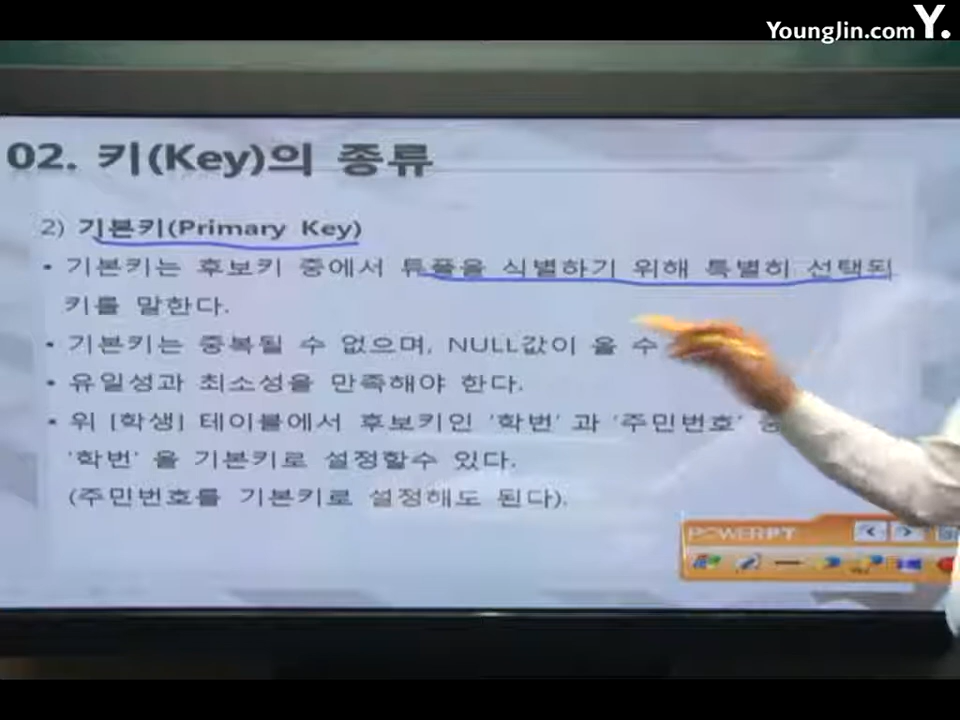 YoungJin.com Y.
02. 키(Key)의 종류
2) 기본키(Primary Key)
• 기본키는 후보키 중에서 튜플을 식별하기 위해 특별히 선택된
키를 말한다.
• 기본키는 중복될 수 없으며, NULL값이 올 수
• 유일성과 최소성을 만족해야 한다.
• 위 [학생] 테이블에서 후보키인 '학번' 과 '주민번호'
'학번' 을 기본키로 설정할수 있다.
(주민번호를 기본키로 설정해도 된다).
POWERPT